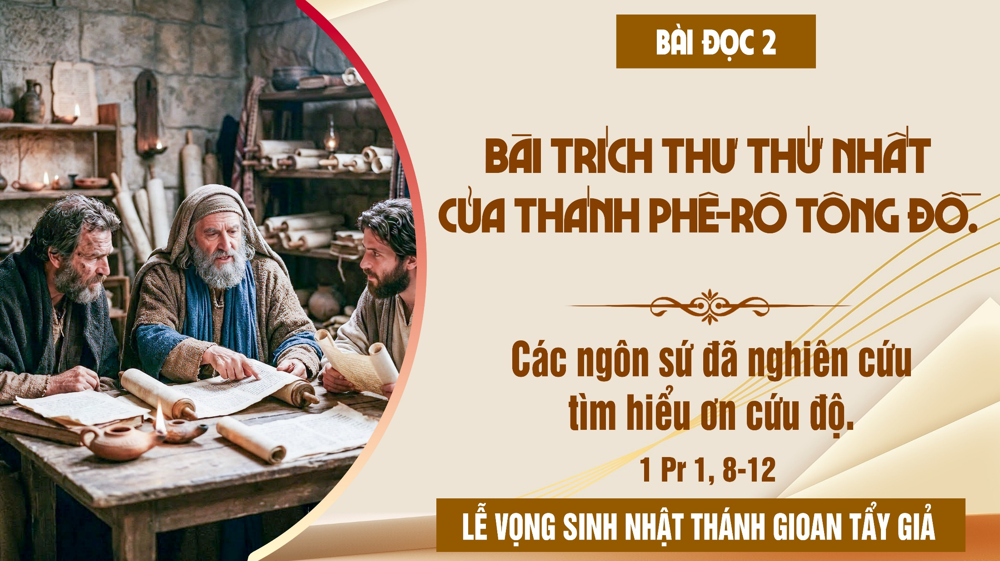 BÀI ĐỌC 2
BÀI TRÍCH THƯ THỨ NHẤT
CỦA THÁNH PHÊ-RÔ TÔNG ĐỒ.
Các ngôn sứ đã nghiên cứu
tìm hiểu ơn cứu độ.
1 Pr 1, 8-12
LỄ VỌNG SINH NHẬT THÁNH GIOAN TẨY GIẢ